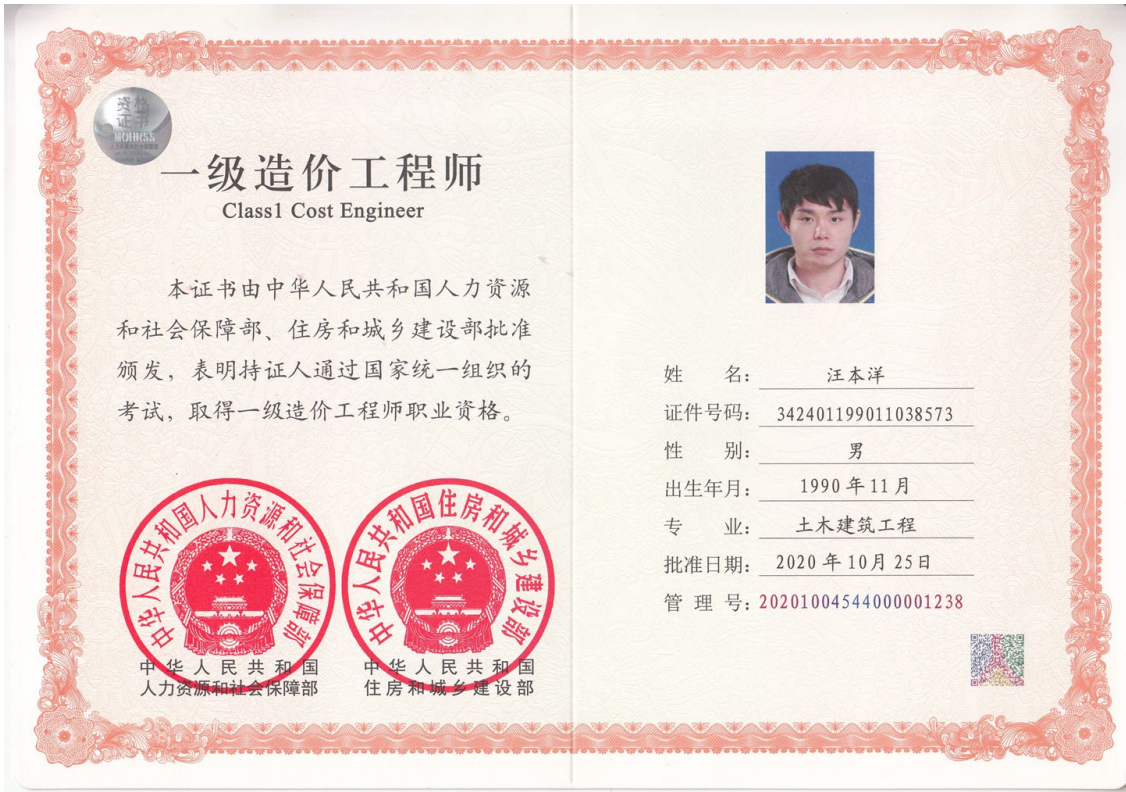 资格
证书
MOHRSS
一级造价工程师
Class1 Cost Engineer
本证书由中华人民共和国人力资源
和社会保障部、住房和城乡建设部批准
颁发，表明持证人通过国家统一组织的
考试，取得一级造价工程师职业资格。
中华人民共和国人力资源和社会保障部
中华人民共和国
人力资源和社会保障部
中华人民共和国住房和城乡建设部
中华人民共和国
住房和城乡建设部
姓 名：汪本洋
证件号码：342401199011038573
性 别：男
出生年月：1990年11月
专 业：土木建筑工程
批准日期：2020年10月25日
管 理 号：20201004544000001238